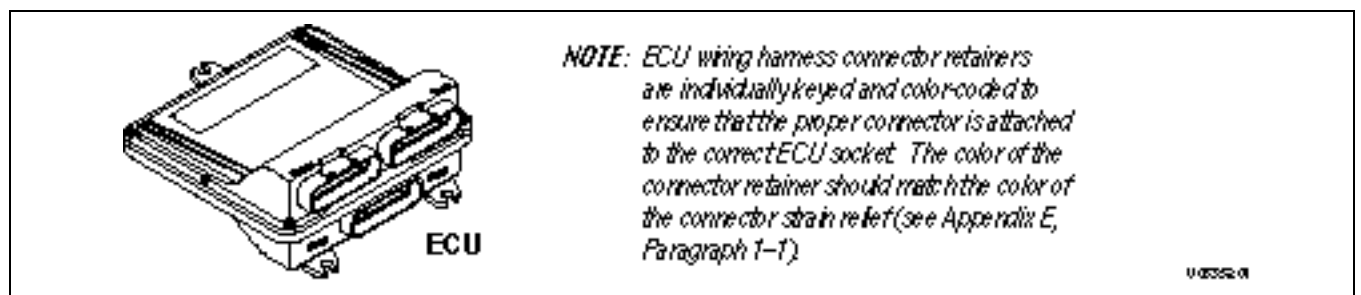 NOTE: ECU wiring harness connector retainers
are individually keyed and color-coded to
ensure that the proper connector is attached
to the correct ECU socket. The color of the
connector retainer should match the color of
the connector strain relief (see Appendix E,
Paragraph 1–1).
ECU